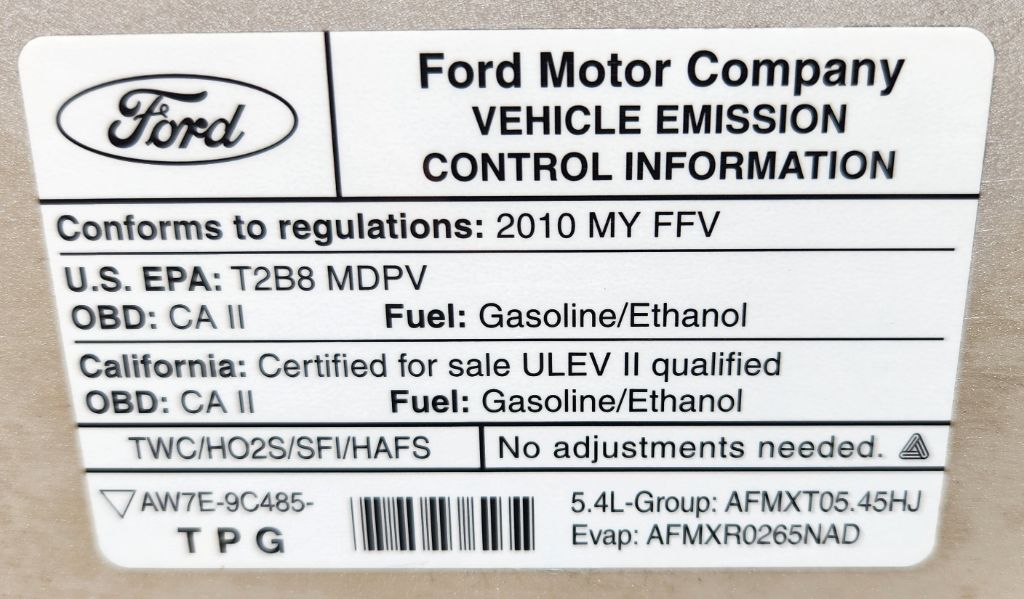 Ford
Ford Motor Company
VEHICLE EMISSION
CONTROL INFORMATION
Conforms to regulations: 2010 MY FFV
U.S. EPA: T2B8 MDPV
OBD: CA II Fuel: Gasoline/Ethanol
California: Certified for sale ULEV II qualified
OBD: CA II Fuel: Gasoline/Ethanol
TWC/HO2S/SFI/HAFS No adjustments needed.
AW7E-9C485- 5.4L-Group: AFMXT05.45HJ
TPG Evap: AFMXR0265NAD